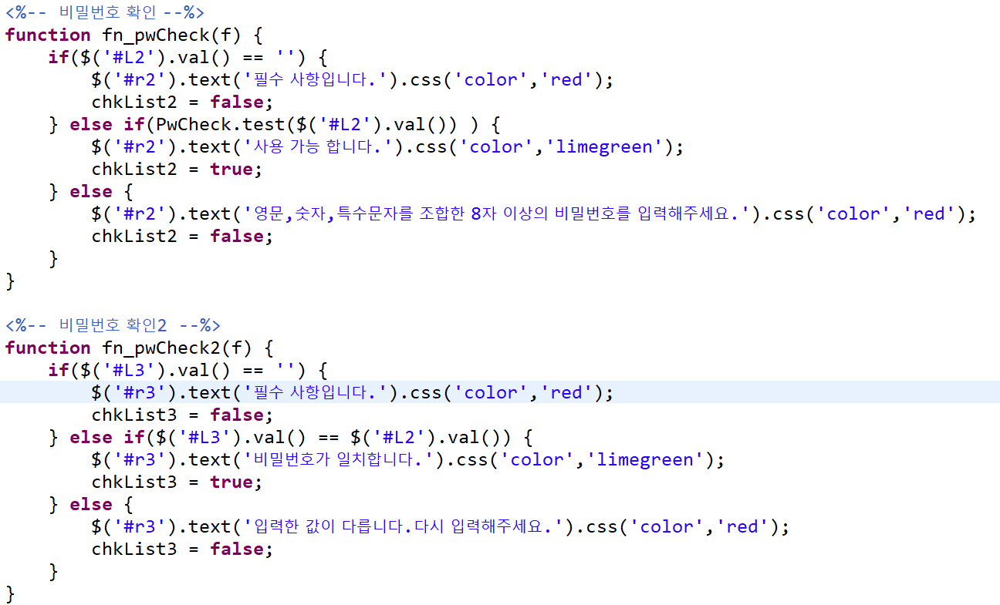 <%-- 비밀번호 확인 --%>
function fn_pwCheck(f) {
    if($('#L2').val() == '') {
        $('#r2').text('필수 사항입니다.').css('color','red');
        chkList2 = false;
    } else if(PwCheck.test($('#L2').val()) ) {
        $('#r2').text('사용 가능 합니다.').css('color','limegreen');
        chkList2 = true;
    } else {
        $('#r2').text('영문,숫자,특수문자를 조합한 8자 이상의 비밀번호를 입력해주세요.').css('color','red');
        chkList2 = false;
    }
}

<%-- 비밀번호 확인2 --%>
function fn_pwCheck2(f) {
    if($('#L3').val() == '') {
        $('#r3').text('필수 사항입니다.').css('color','red');
        chkList3 = false;
    } else if($('#L3').val() == $('#L2').val()) {
        $('#r3').text('비밀번호가 일치합니다.').css('color','limegreen');
        chkList3 = true;
    } else {
        $('#r3').text('입력한 값이 다릅니다.다시 입력해주세요.').css('color','red');
        chkList3 = false;
    }
}